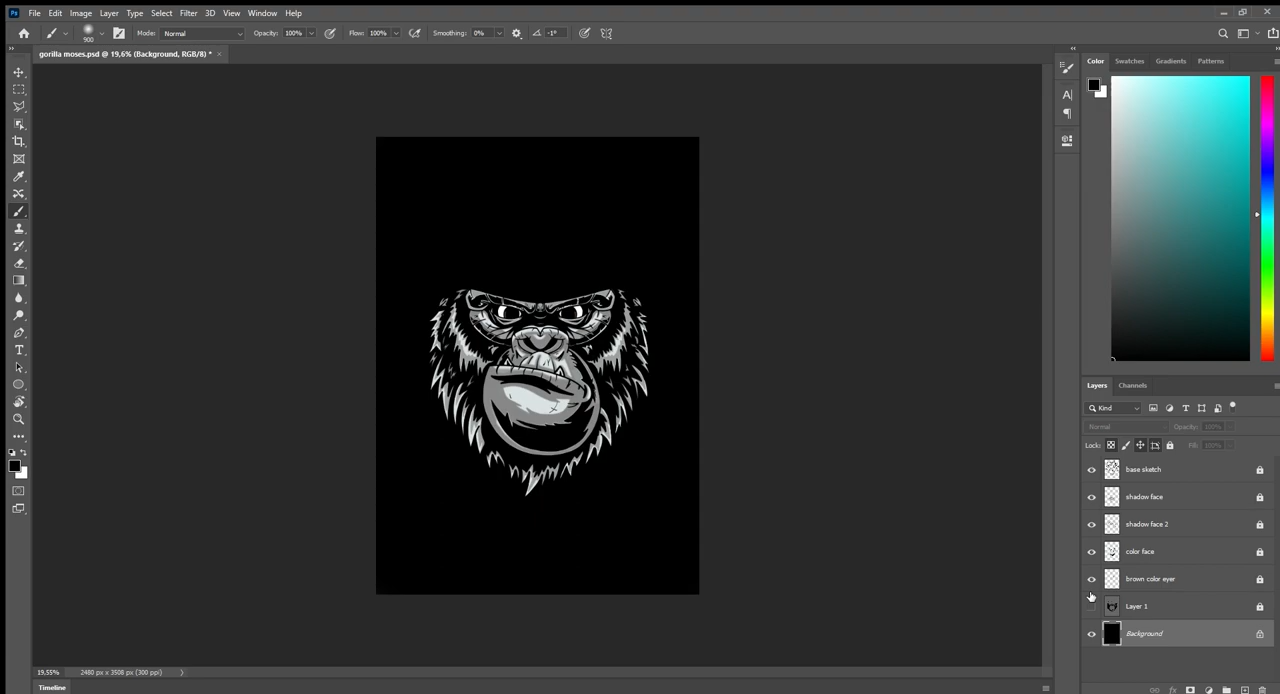 Ps File Edit Image Layer Type Select Filter 3D View Window Help
900 Mode: Normal Opacity: 100% Flow: 100% Smoothing: 0% -1°
gorilla moses.psd @ 19,6% (Background, RGB/8) * ×
Color Swatches Gradients Patterns
Layers Channels
Kind
Normal Opacity: 100%
Lock: Fill: 100%
base sketch
shadow face
shadow face 2
color face
brown color eyer
Layer 1
Background
19,55% 2480 px x 3508 px (300 ppi)
Timeline